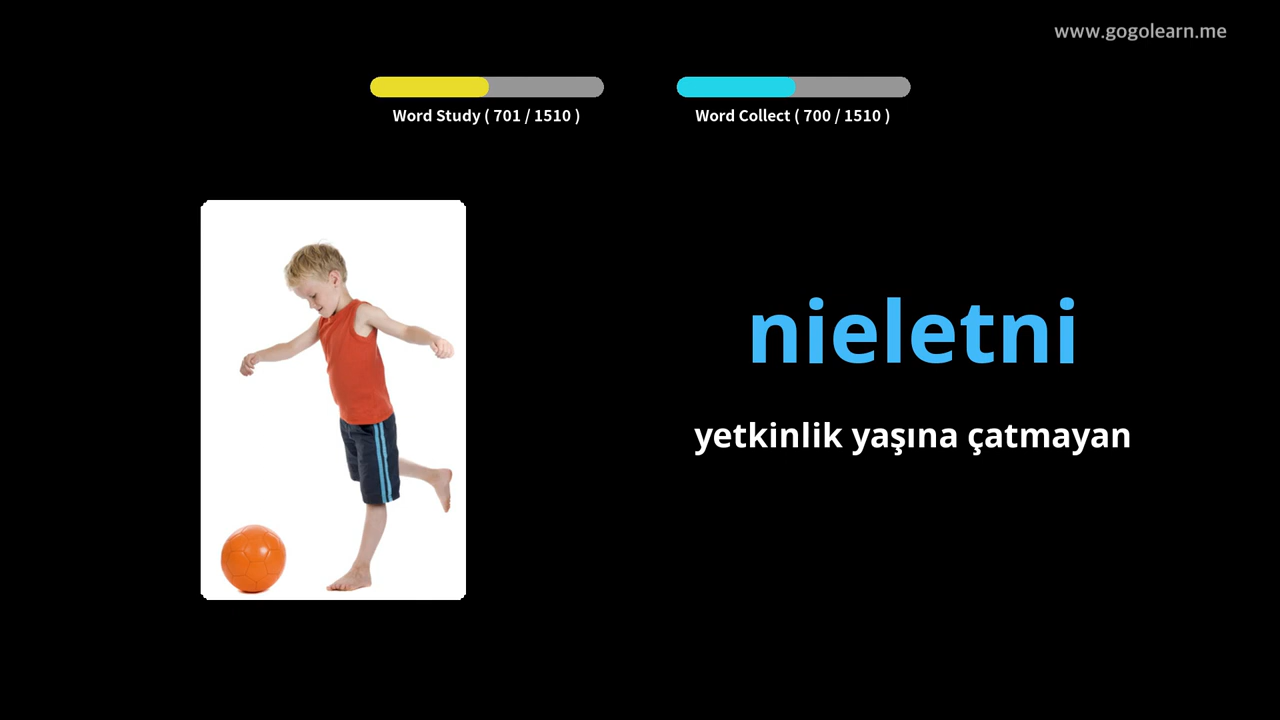 www.gogolearn.me
Word Study ( 701 / 1510 )
Word Collect ( 700 / 1510 )
nieletni
yetkinlik yaşına çatmayan